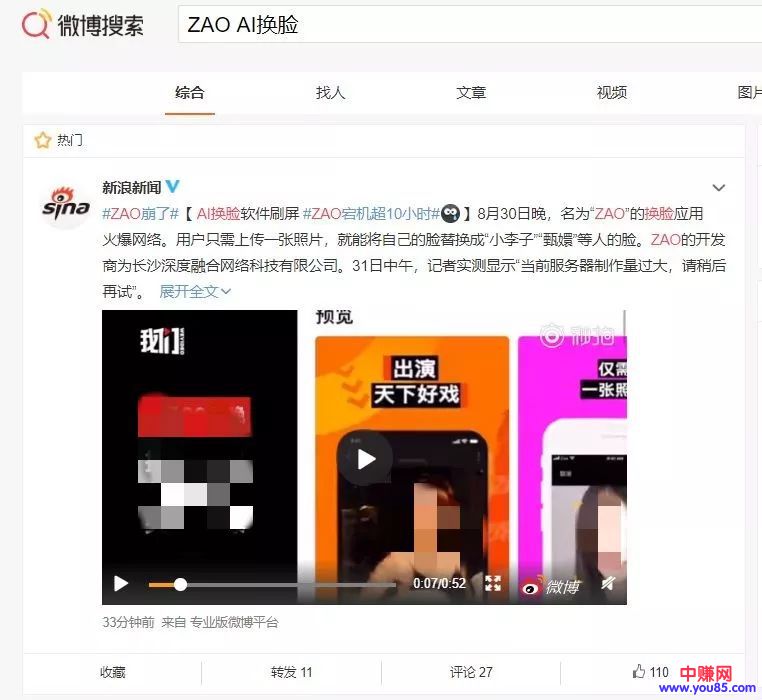 微博搜索
ZAO AI换脸
综合 找人 文章 视频 图片
热门
新浪新闻
sina
#ZAO崩了#【 AI换脸软件刷屏 #ZAO宕机超10小时# 】8月30日晚，名为“ZAO”的换脸应用
火爆网络。用户只需上传一张照片，就能将自己的脸替换成“小李子”“甄嬛”等人的脸。ZAO的开发
商为长沙深度融合网络科技有限公司。31日中午，记者实测显示“当前服务器制作量过大，请稍后
再试”。 展开全文
我们
预览
秒拍
出演
天下好戏
仅需
一张照
0:07/0:52
微博
33分钟前 来自 专业版微博平台
收藏 转发 11 评论 27 110
中赚网
www.you85.com